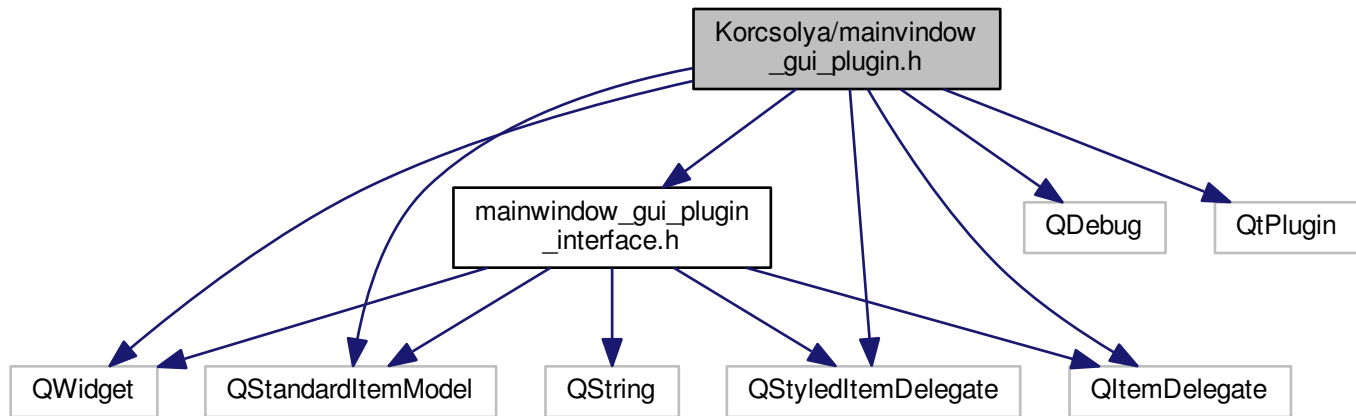 Korcsolya/mainvindow
_gui_plugin.h
mainwindow_gui_plugin
_interface.h
QDebug
QtPlugin
QWidget
QStandardItemModel
QString
QStyledItemDelegate
QItemDelegate